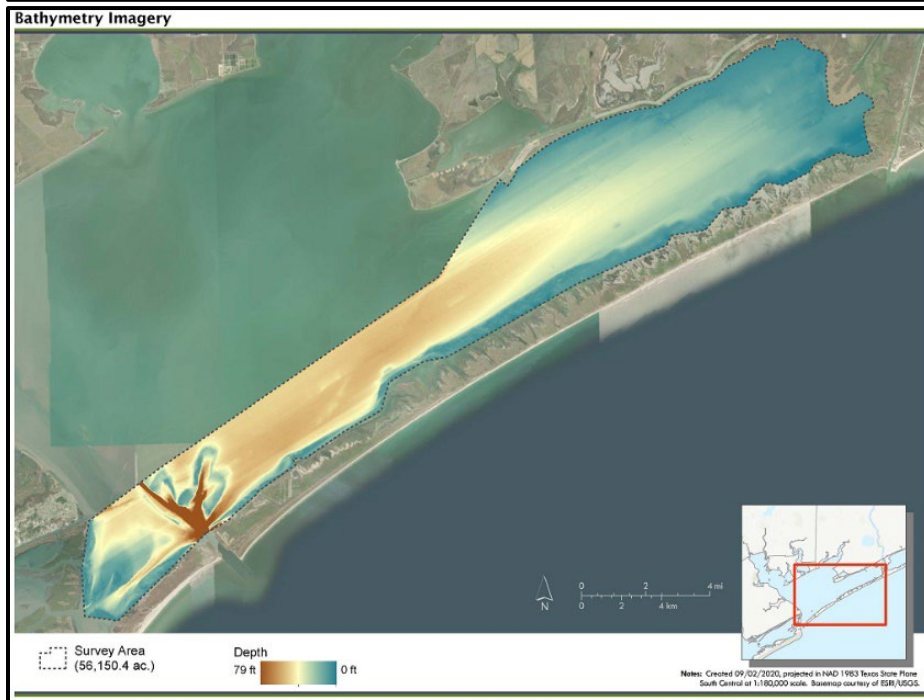 Bathymetry Imagery
N
0 2 4 mi
0 2 4 km
Survey Area
(56,150.4 ac.)
Depth
79 ft 0 ft
Notes: Created 09/02/2020, projected in NAD 1983 Texas State Plane
South Central at 1:180,000 scale. Basemap courtesy of ESRI/USGS.